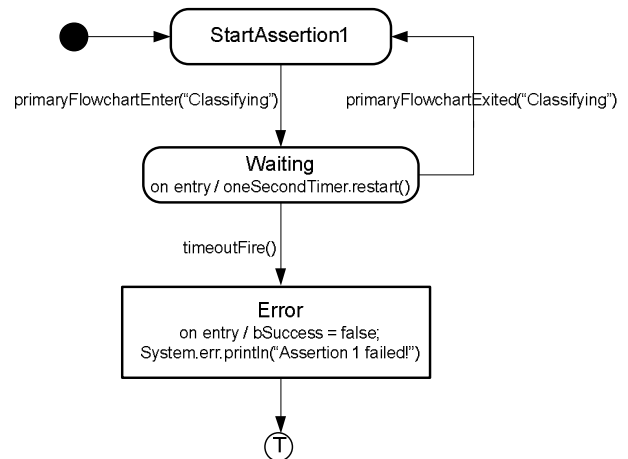 StartAssertion1
primaryFlowchartEnter(“Classifying”)
primaryFlowchartExited(“Classifying”)
Waiting
on entry / oneSecondTimer.restart()
timeoutFire()
Error
on entry / bSuccess = false;
System.err.println(“Assertion 1 failed!”)
T